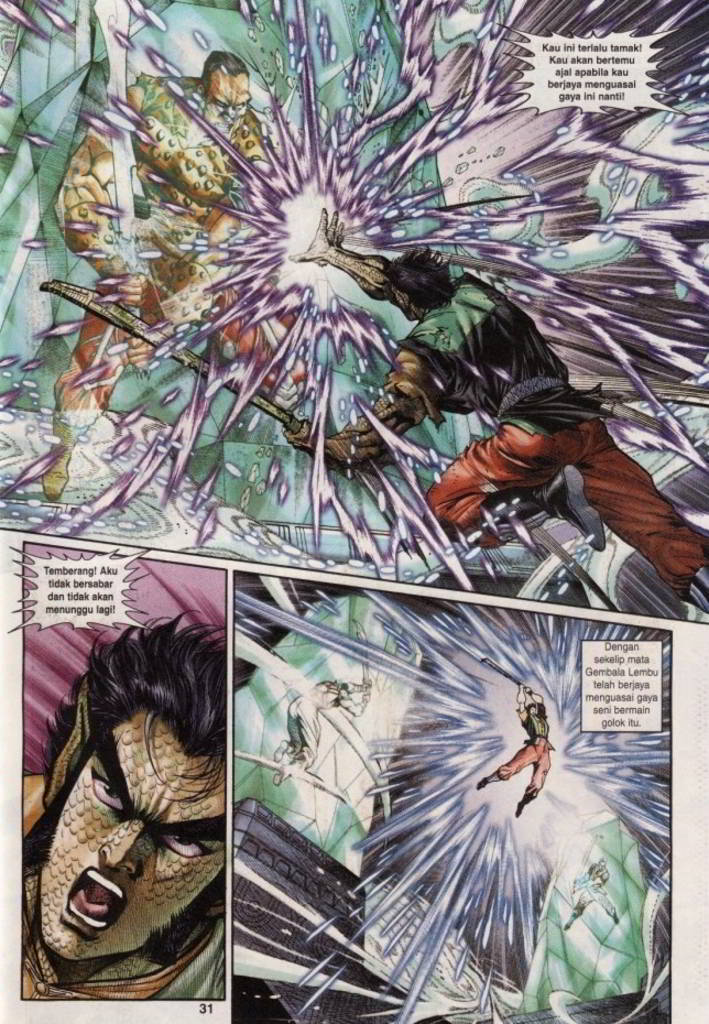 Kau ini terlalu tamak!
Kau akan bertemu
ajal apabila kau
berjaya menguasai
gaya ini nanti!
Temberang! Aku
tidak bersabar
dan tidak akan
menunggu lagi!
Dengan
sekelip mata
Gembala Lembu
telah berjaya
menguasai gaya
seni bermain
golok itu.
31